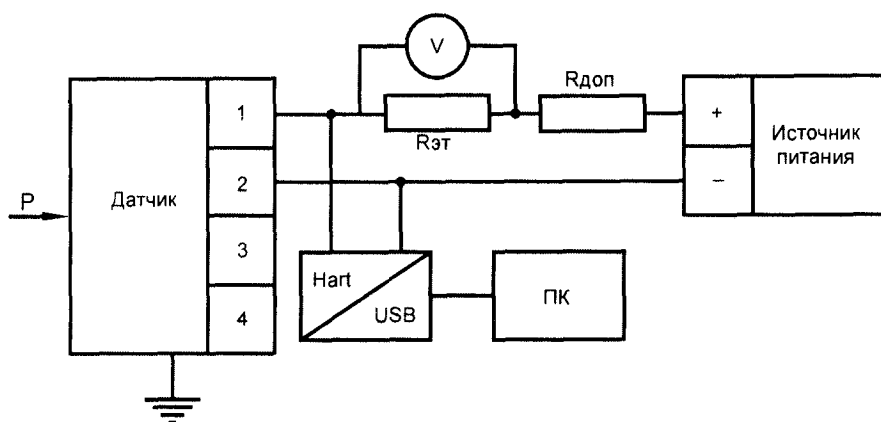 V
Rдоп
1
+
Rэт
Источник
питания
P
Датчик
2
–
3
Hart
USB
ПК
4